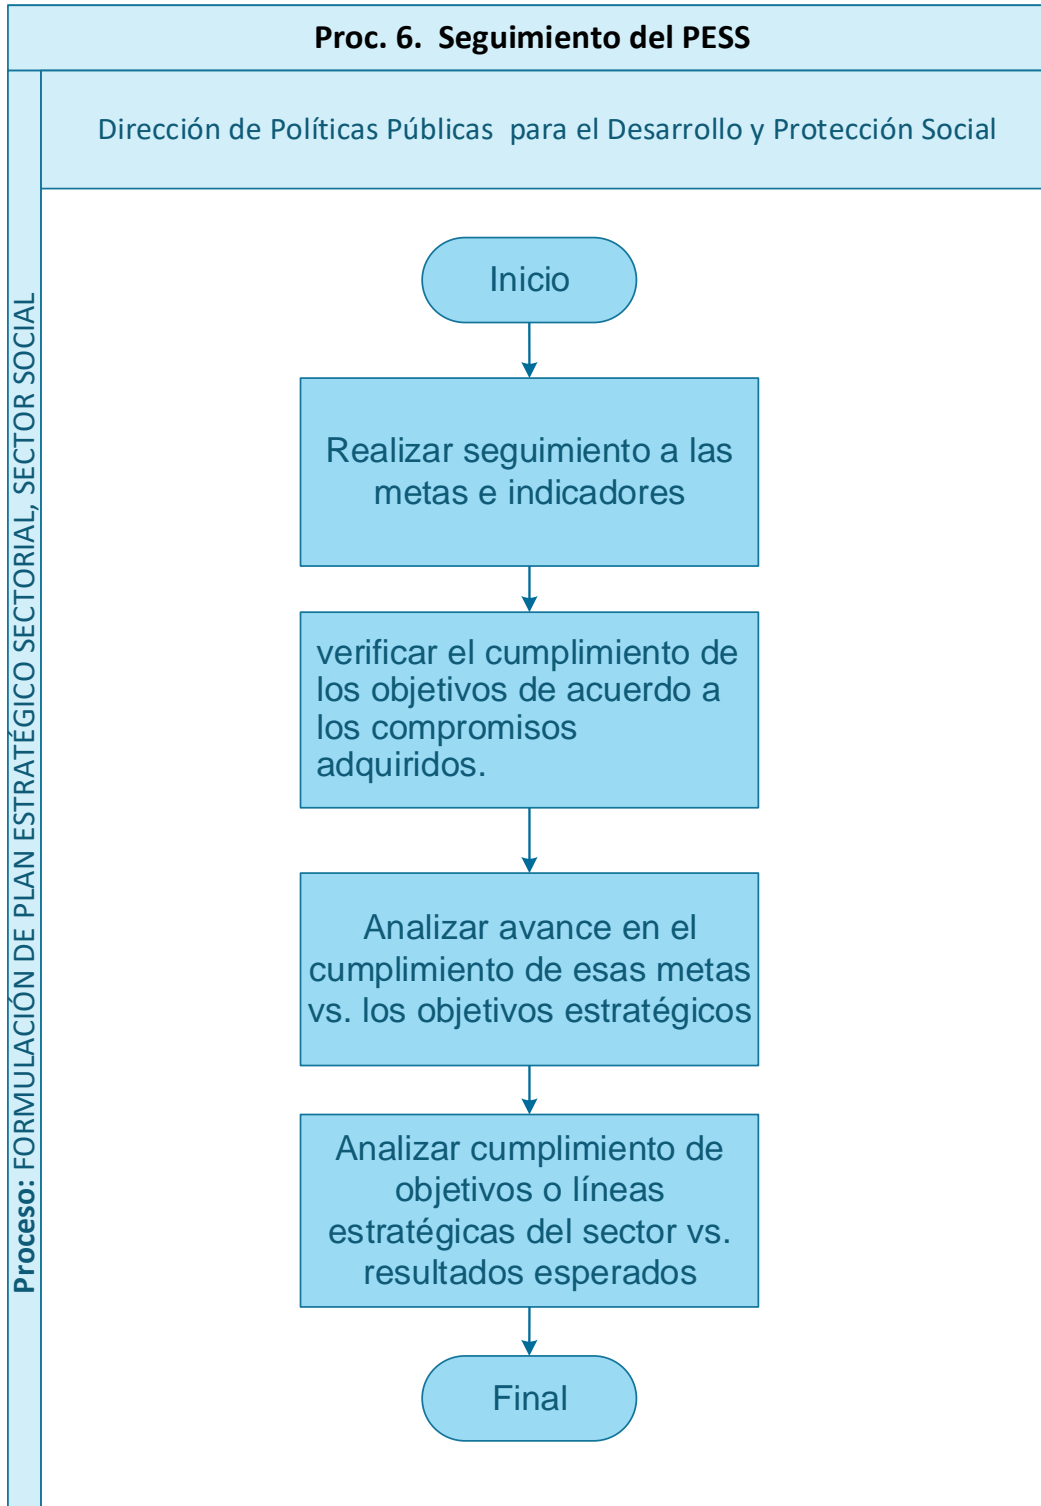 Proc. 6. Seguimiento del PESS
Dirección de Políticas Públicas para el Desarrollo y Protección Social
Proceso: FORMULACIÓN DE PLAN ESTRATÉGICO SECTORIAL, SECTOR SOCIAL
Inicio
Realizar seguimiento a las
metas e indicadores
verificar el cumplimiento de
los objetivos de acuerdo a
los compromisos
adquiridos.
Analizar avance en el
cumplimiento de esas metas
vs. los objetivos estratégicos
Analizar cumplimiento de
objetivos o líneas
estratégicas del sector vs.
resultados esperados
Final